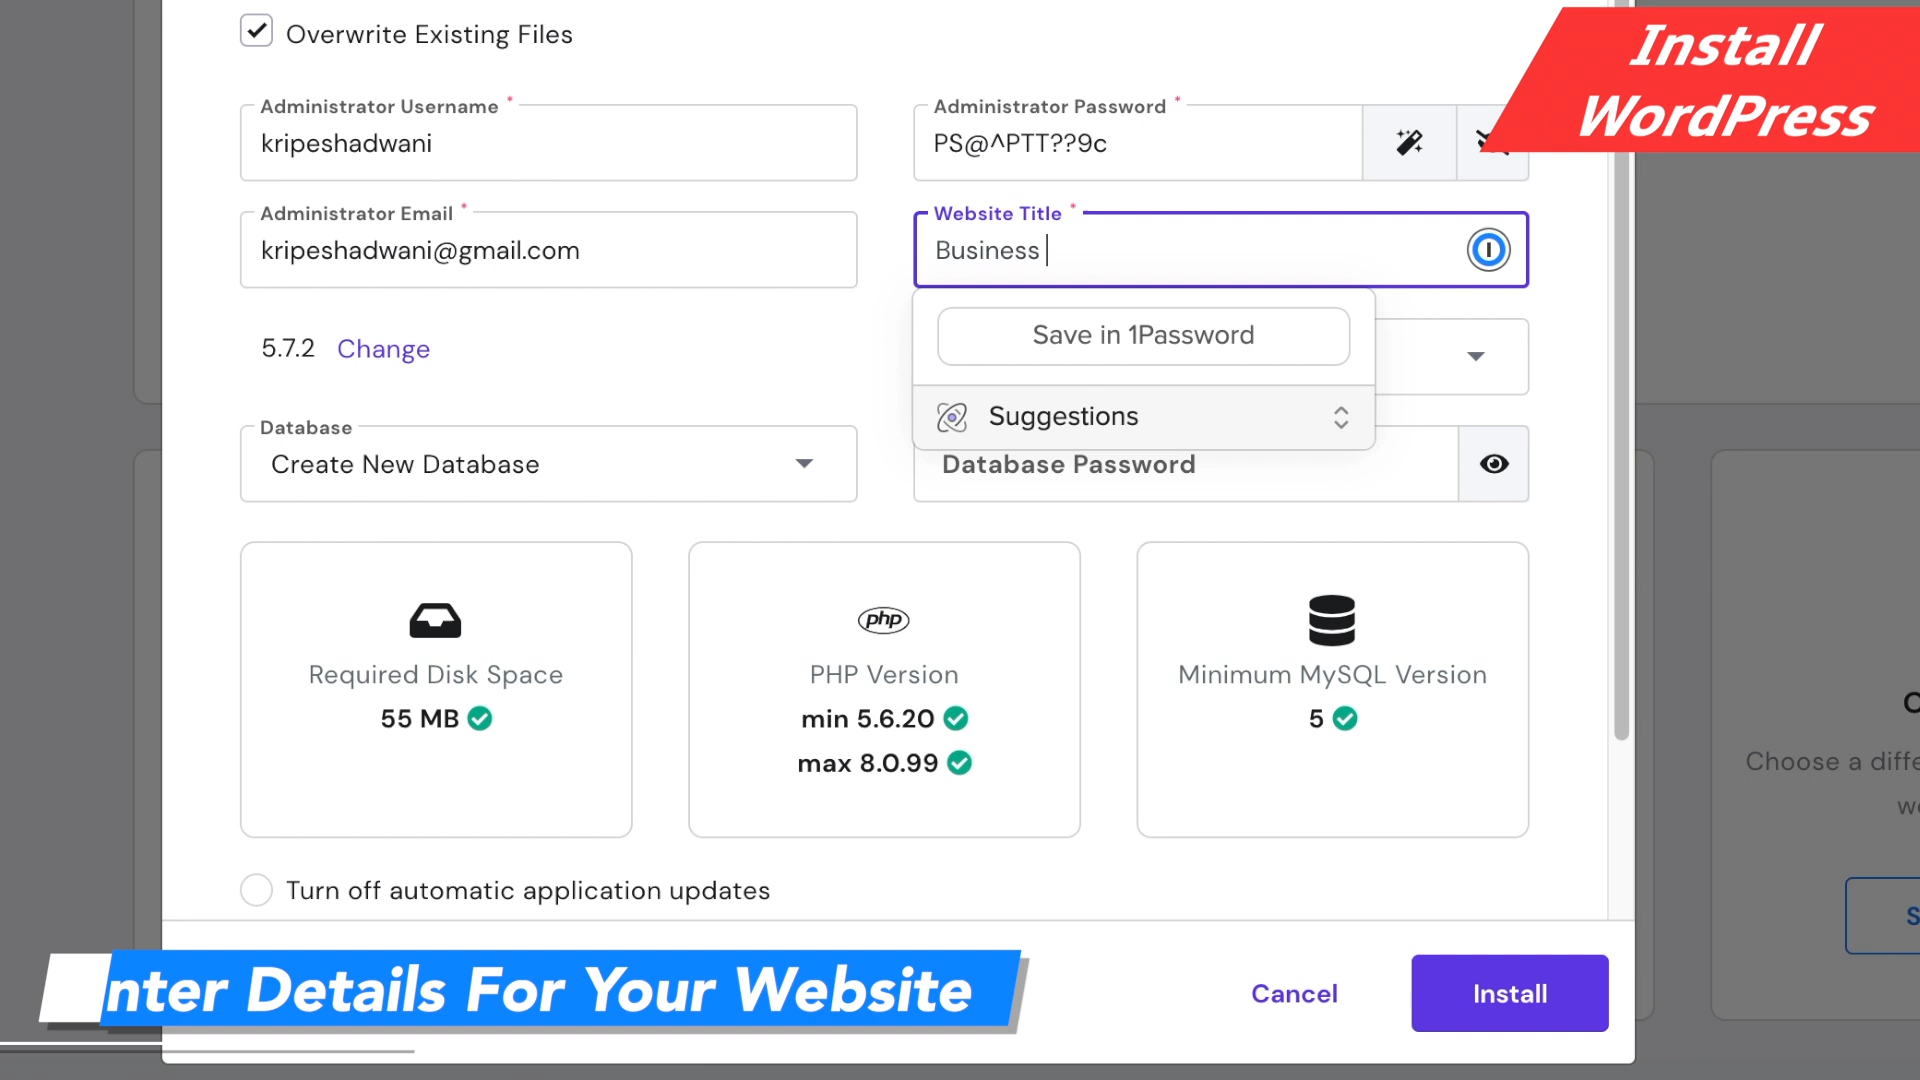 Overwrite Existing Files
Install
WordPress
Administrator Username *
kripeshadwani
Administrator Password *
PS@^PTT??9c
Administrator Email *
kripeshadwani@gmail.com
Website Title *
Business
Save in 1Password
5.7.2 Change
Suggestions
Database
Create New Database
Database Password
php
Required Disk Space
55 MB
PHP Version
min 5.6.20
max 8.0.99
Minimum MySQL Version
5
Choose a diffe
Turn off automatic application updates
nter Details For Your Website
Cancel
Install